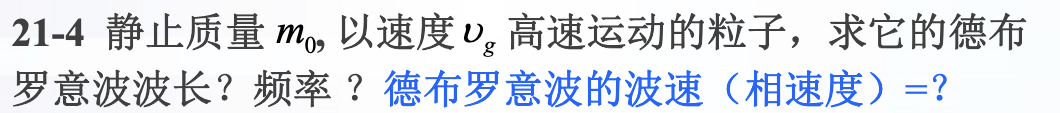 21-4 静止质量 m₀, 以速度 υ_g 高速运动的粒子，求它的德布
罗意波波长？频率？德布罗意波的波速（相速度）=？